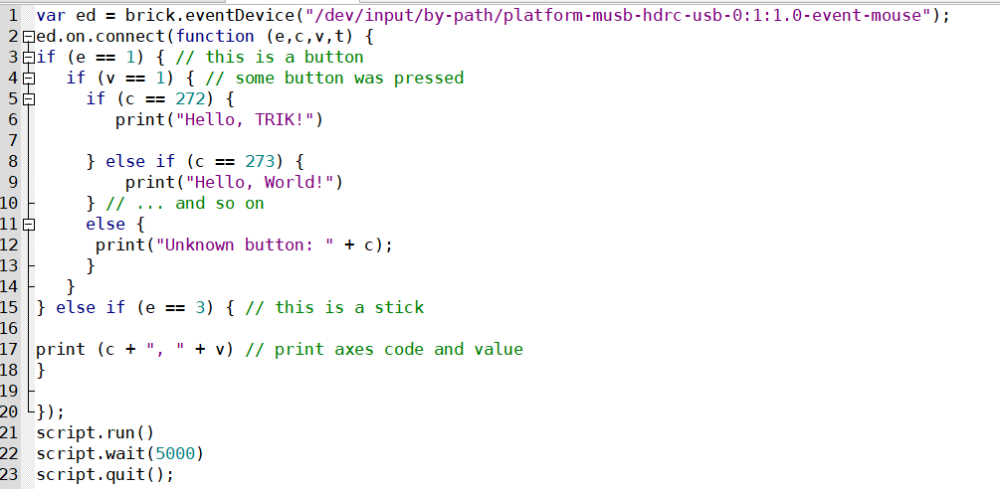 1 var ed = brick.eventDevice("/dev/input/by-path/platform-musb-hdrc-usb-0:1:1.0-event-mouse");
2 ed.on.connect(function (e,c,v,t) {
3 if (e == 1) { // this is a button
4    if (v == 1) { // some button was pressed
5      if (c == 272) {
6         print("Hello, TRIK!")
7
8      } else if (c == 273) {
9          print("Hello, World!")
10      } // ... and so on
11      else {
12       print("Unknown button: " + c);
13      }
14    }
15 } else if (e == 3) { // this is a stick
16
17 print (c + ", " + v) // print axes code and value
18 }
19
20 });
21 script.run()
22 script.wait(5000)
23 script.quit();